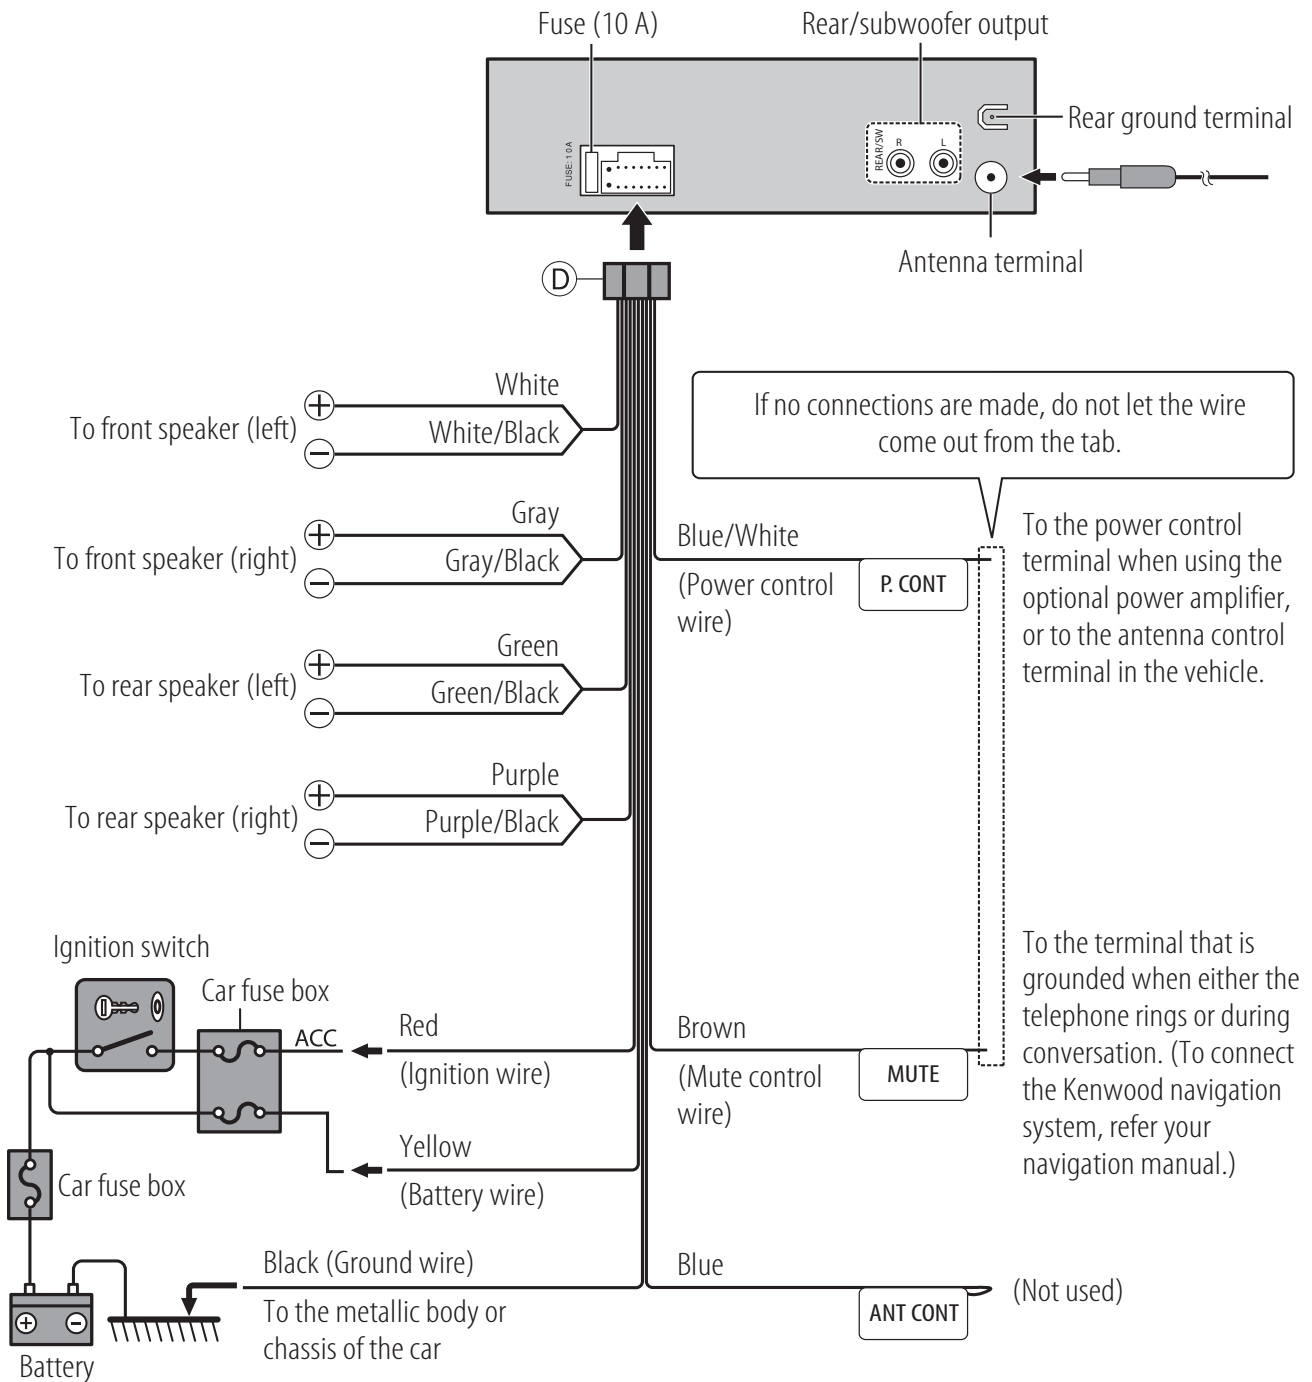 Fuse (10 A)
Rear/subwoofer output
Rear ground terminal
FUSE: 10A
REAR/SW
R
L
Antenna terminal
D
White
To front speaker (left)
White/Black
If no connections are made, do not let the wire
come out from the tab.
Gray
To front speaker (right)
Gray/Black
Blue/White
(Power control
wire)
P. CONT
To the power control
terminal when using the
optional power amplifier,
or to the antenna control
terminal in the vehicle.
Green
To rear speaker (left)
Green/Black
Purple
To rear speaker (right)
Purple/Black
Ignition switch
Car fuse box
ACC
Red
(Ignition wire)
Brown
(Mute control
wire)
MUTE
To the terminal that is
grounded when either the
telephone rings or during
conversation. (To connect
the Kenwood navigation
system, refer your
navigation manual.)
Yellow
(Battery wire)
Car fuse box
Black (Ground wire)
To the metallic body or
chassis of the car
Blue
ANT CONT
(Not used)
Battery